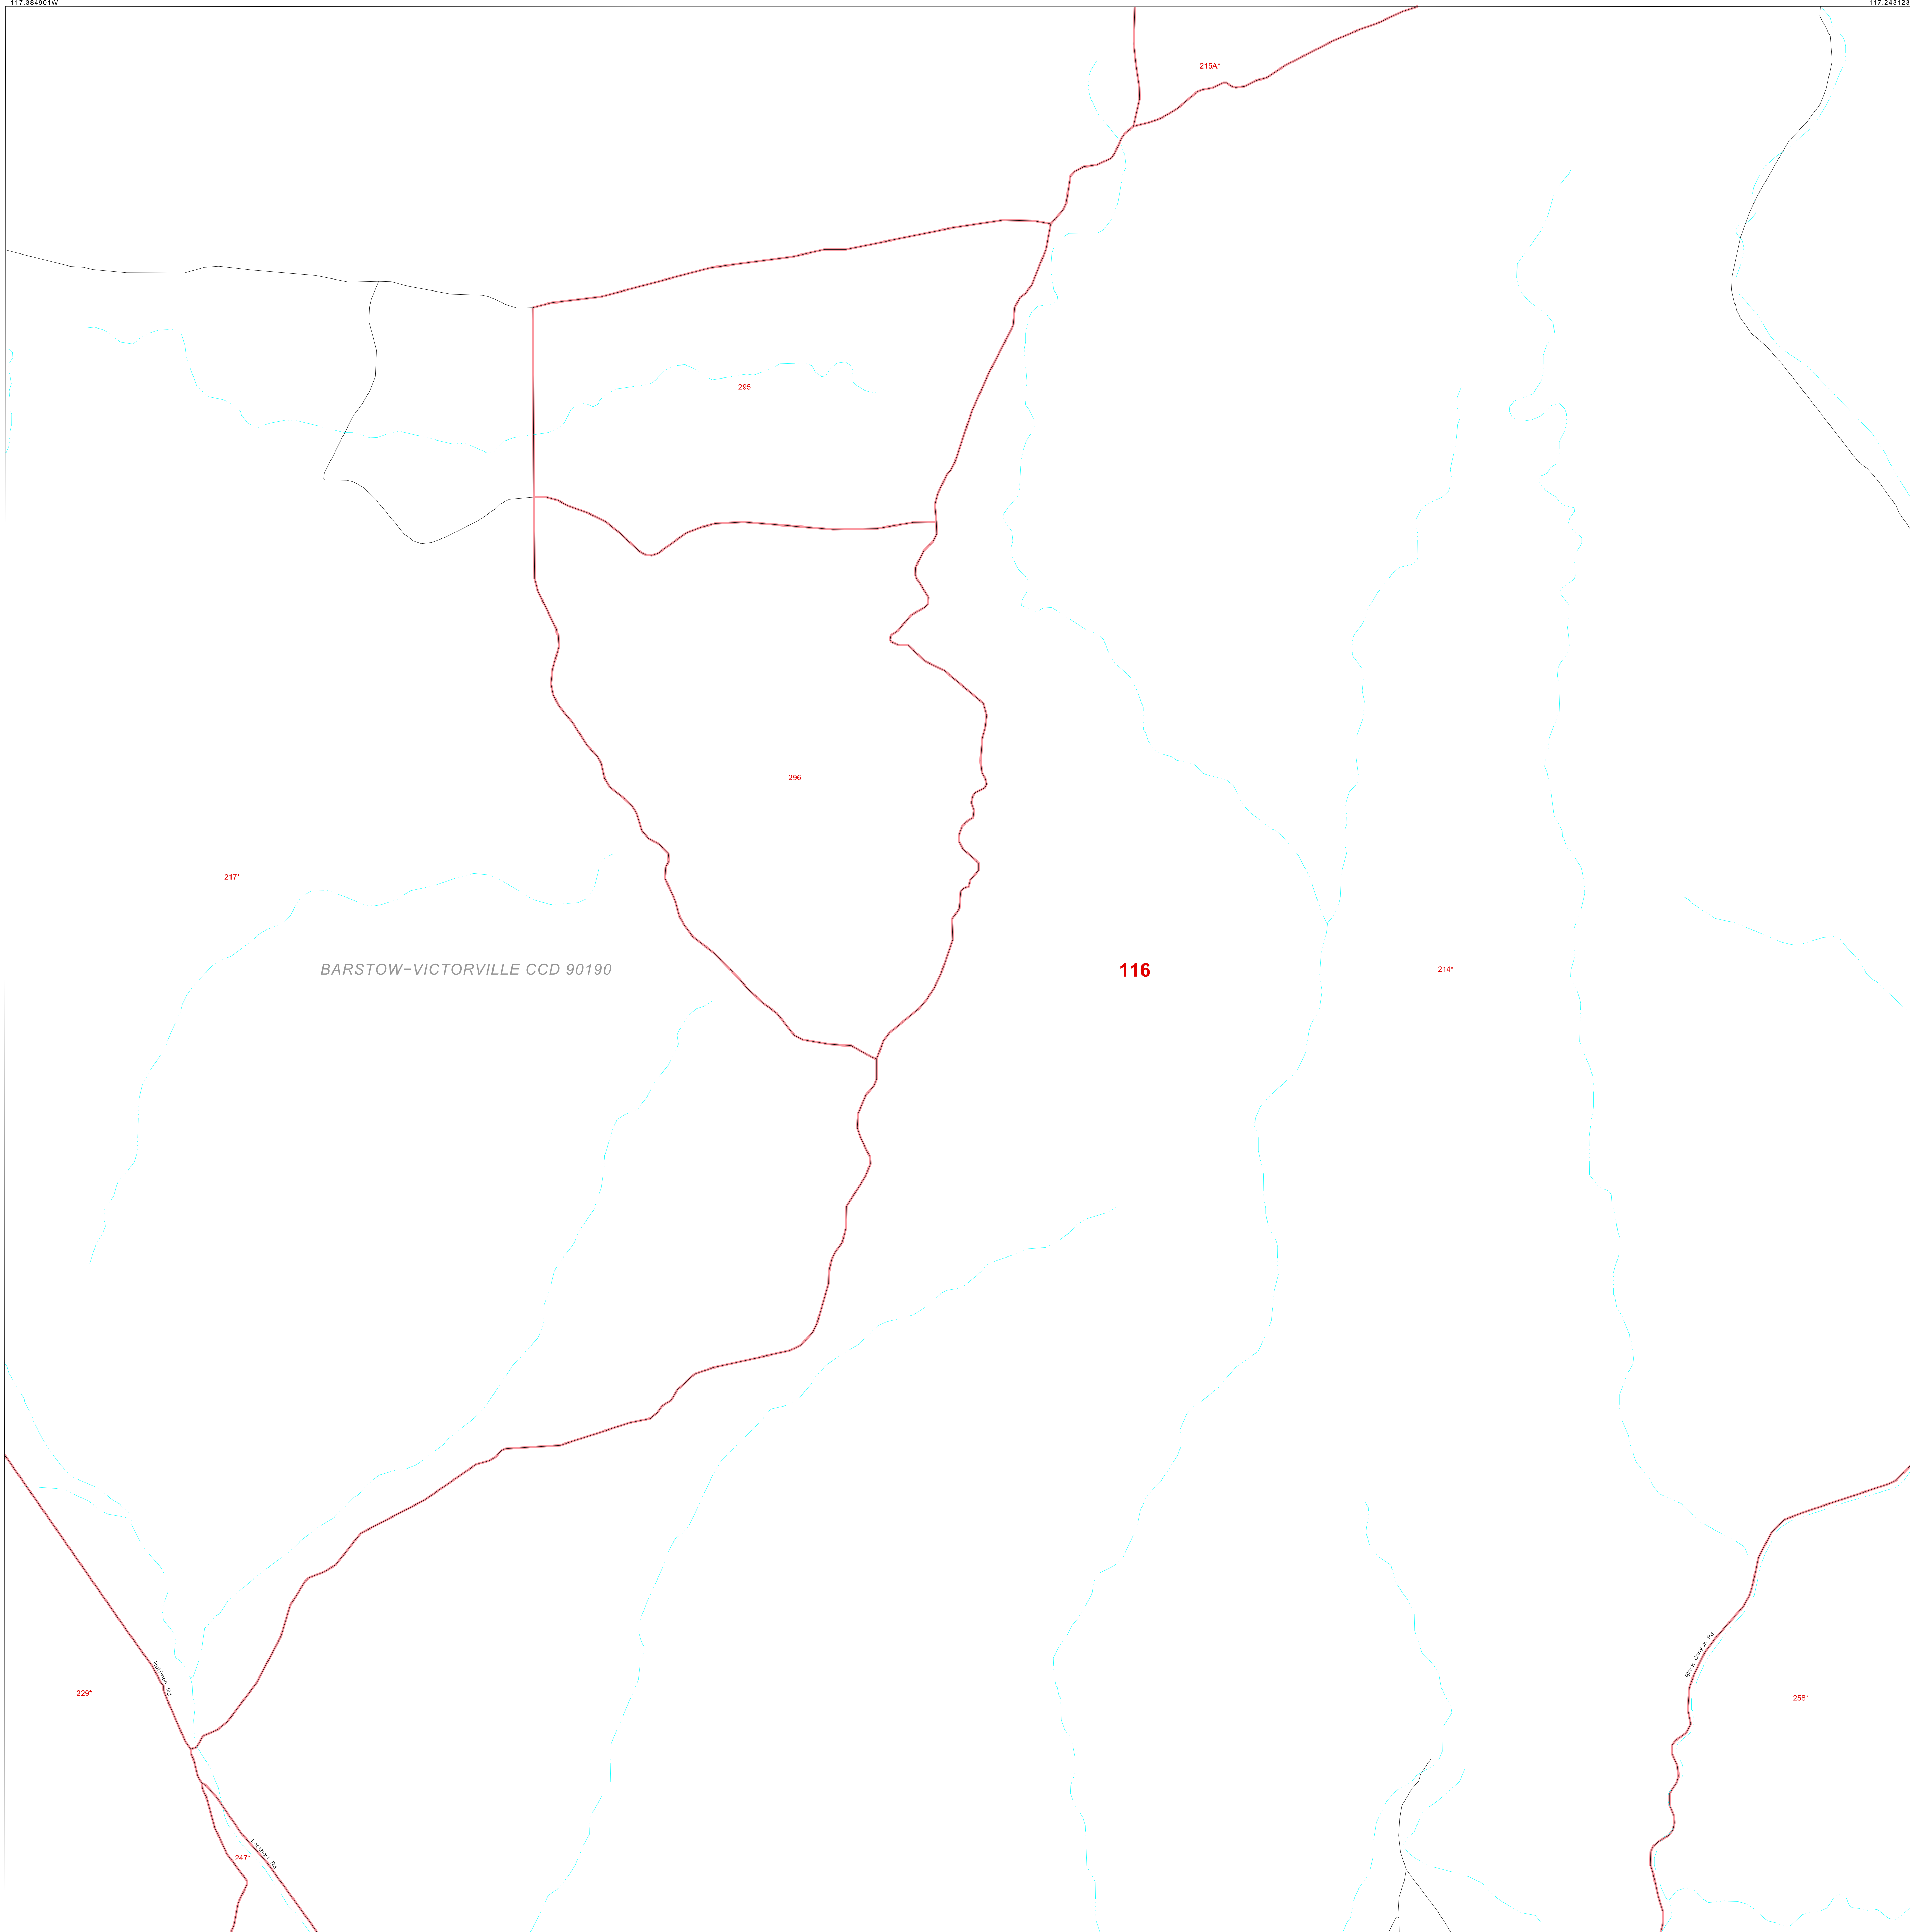 117.384901W
117.243123
215A*
295
296
217*
BARSTOW−VICTORVILLE CCD 90190
116
214*
Hoffman Rd
Black Canyon Rd
229*
258*
Lockhart Rd
247*